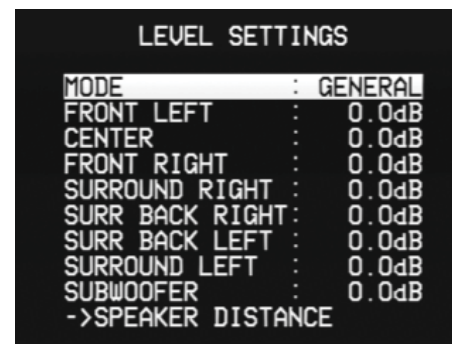 LEVEL SETTINGS
MODE : GENERAL
FRONT LEFT : 0.0dB
CENTER : 0.0dB
FRONT RIGHT : 0.0dB
SURROUND RIGHT : 0.0dB
SURR BACK RIGHT: 0.0dB
SURR BACK LEFT : 0.0dB
SURROUND LEFT : 0.0dB
SUBWOOFER : 0.0dB
->SPEAKER DISTANCE